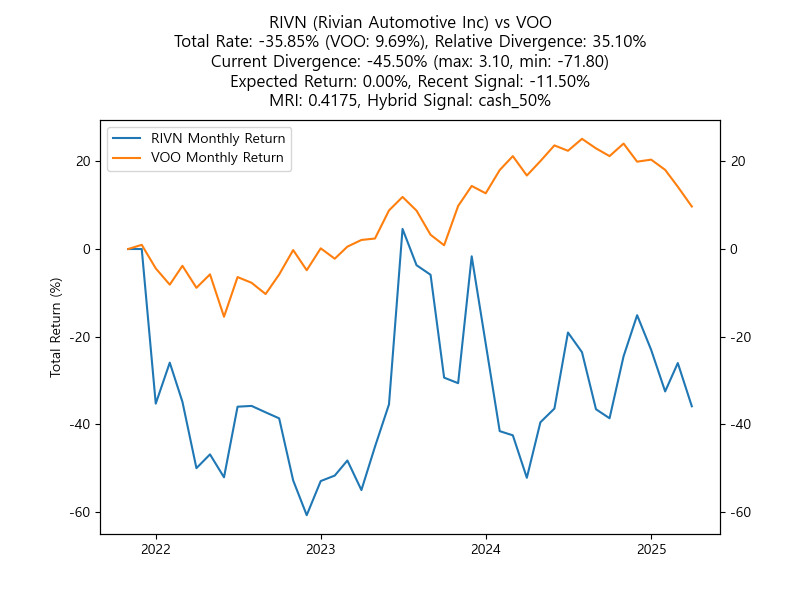 RIVN (Rivian Automotive Inc) vs VOO
Total Rate: -35.85% (VOO: 9.69%), Relative Divergence: 35.10%
Current Divergence: -45.50% (max: 3.10, min: -71.80)
Expected Return: 0.00%, Recent Signal: -11.50%
MRI: 0.4175, Hybrid Signal: cash_50%
RIVN Monthly Return
VOO Monthly Return
20 20
0 0
-20 -20
-40 -40
-60 -60
Total Return (%)
2022 2023 2024 2025